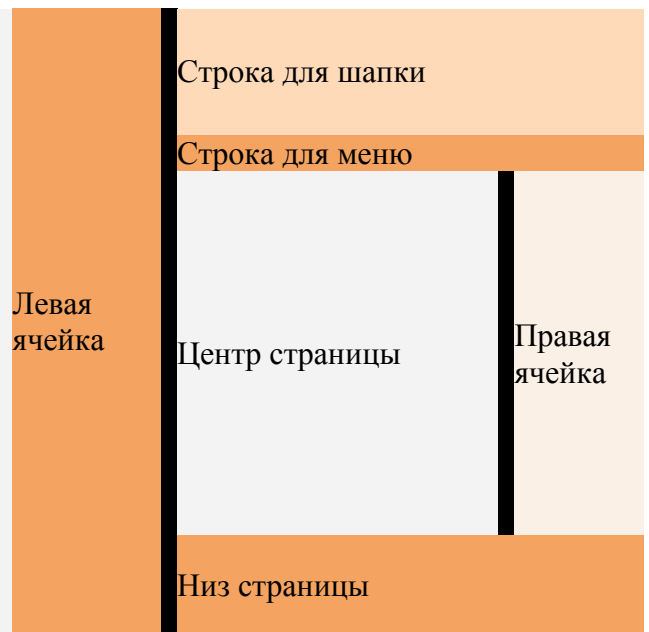 Строка для шапки
Строка для меню
Левая
ячейка
Центр страницы
Правая
ячейка
Низ страницы